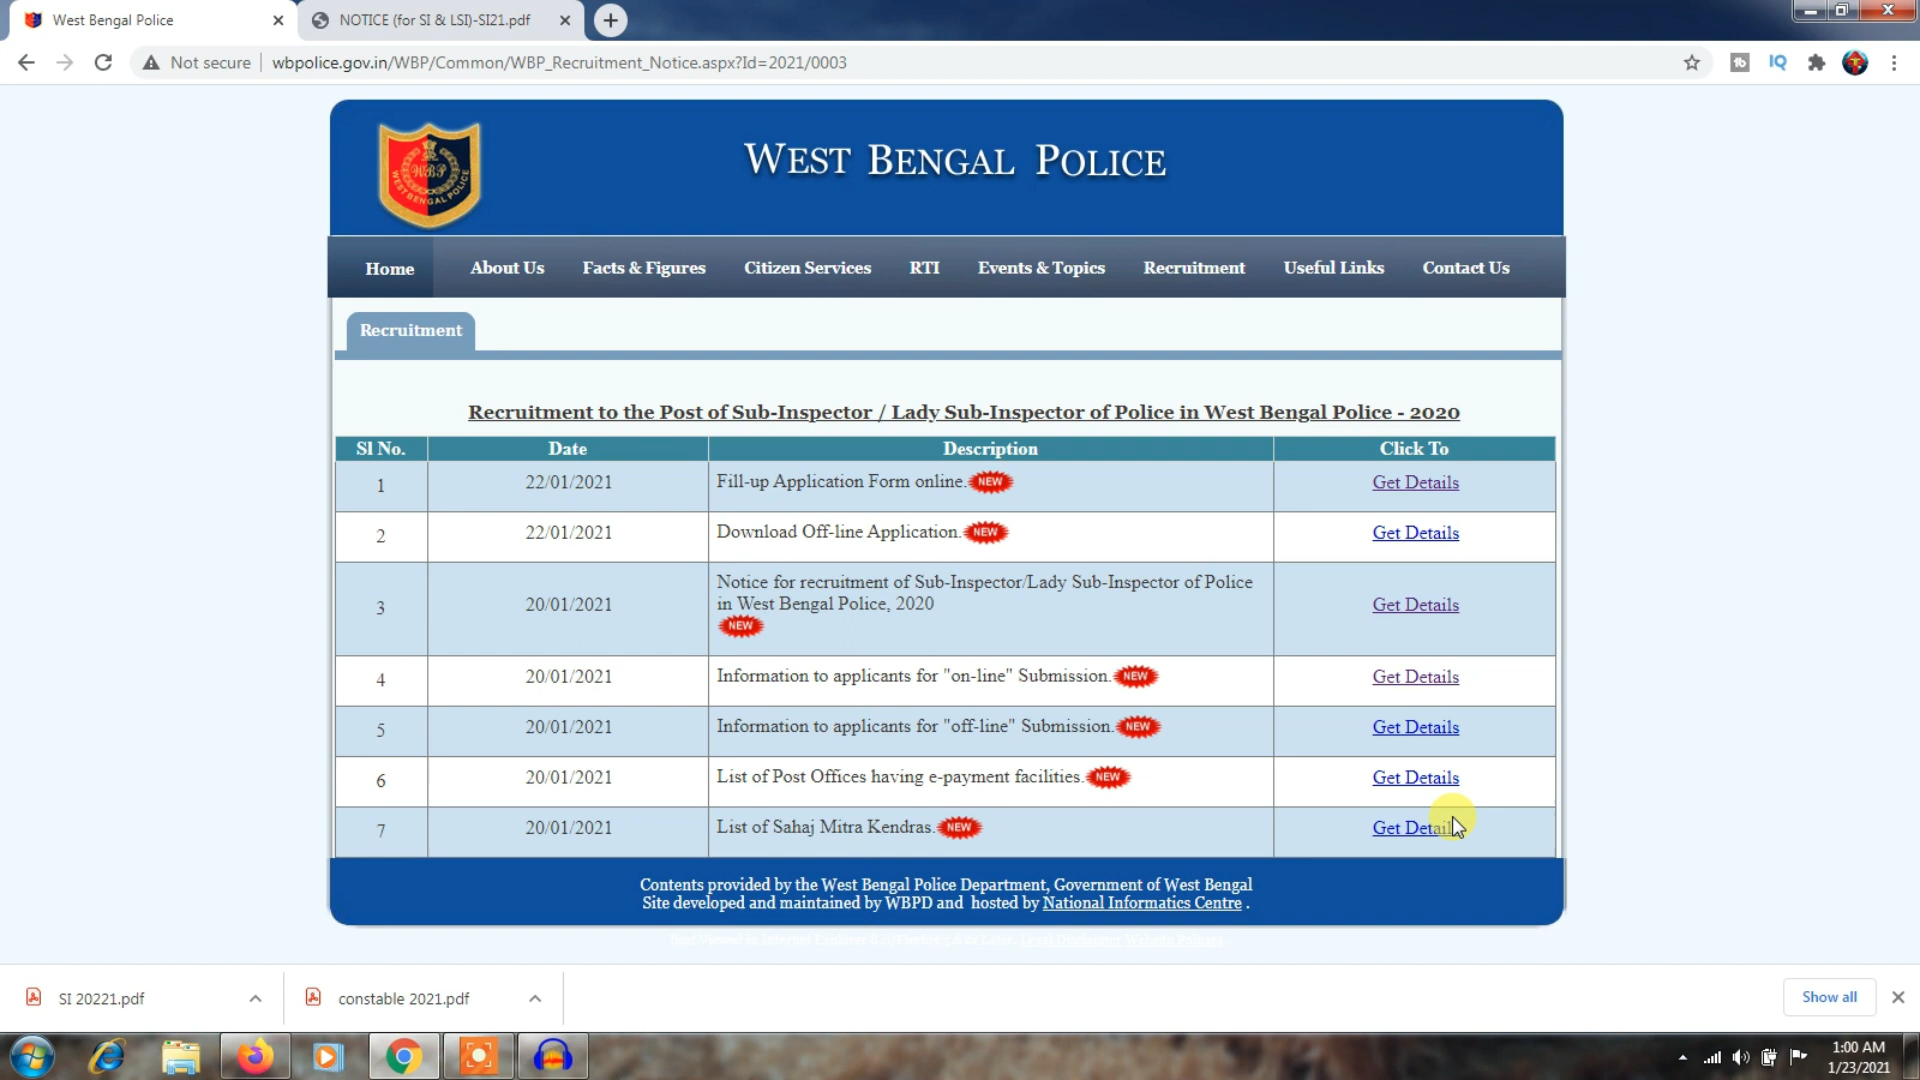 West Bengal Police
NOTICE (for SI & LSI)-SI21.pdf
Not secure
wbpolice.gov.in/WBP/Common/WBP_Recruitment_Notice.aspx?Id=2021/0003
IQ
WBP
WEST BENGAL POLICE
WEST BENGAL POLICE
Home About Us Facts & Figures Citizen Services RTI Events & Topics Recruitment Useful Links Contact Us
Recruitment
Recruitment to the Post of Sub-Inspector / Lady Sub-Inspector of Police in West Bengal Police - 2020
Sl No. Date Description Click To
1 22/01/2021 Fill-up Application Form online. NEW Get Details
2 22/01/2021 Download Off-line Application. NEW Get Details
3 20/01/2021 Notice for recruitment of Sub-Inspector/Lady Sub-Inspector of Police
in West Bengal Police, 2020
NEW
Get Details
4 20/01/2021 Information to applicants for "on-line" Submission. NEW Get Details
5 20/01/2021 Information to applicants for "off-line" Submission. NEW Get Details
6 20/01/2021 List of Post Offices having e-payment facilities. NEW Get Details
7 20/01/2021 List of Sahaj Mitra Kendras. NEW Get Details
Contents provided by the West Bengal Police Department, Government of West Bengal
Site developed and maintained by WBPD and hosted by National Informatics Centre .
SI 20221.pdf
constable 2021.pdf
Show all
1:00 AM
1/23/2021